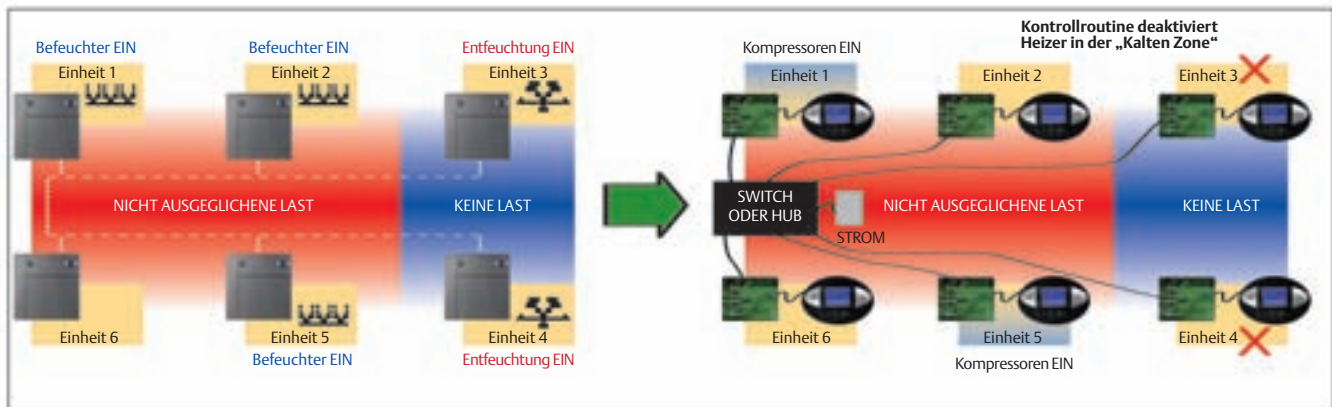 Kontrollroutine deaktiviert
Heizer in der „Kalten Zone“
Befeuchter EIN
Befeuchter EIN
Entfeuchtung EIN
Einheit 1
Einheit 2
Einheit 3
NICHT AUSGEGLICHENE LAST
KEINE LAST
Einheit 6
Einheit 5
Einheit 4
Befeuchter EIN
Entfeuchtung EIN
Kompressoren EIN
Einheit 1
Einheit 2
Einheit 3
SWITCH
ODER HUB
NICHT AUSGEGLICHENE LAST
KEINE LAST
STROM
Einheit 6
Einheit 5
Einheit 4
Kompressoren EIN